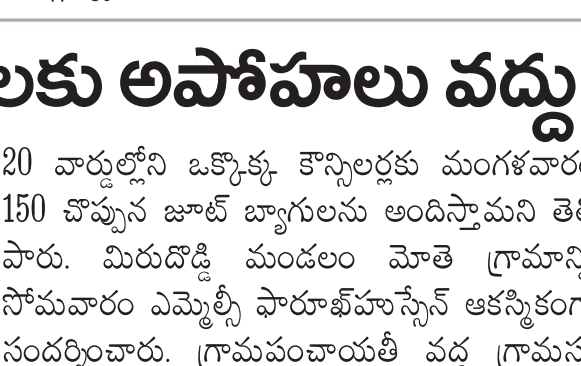 లకు అపోహలు వద్దు
20 వార్డుల్లోని ఒక్కొక్క కౌన్సిలర్లకు మంగళవార
150 చొప్పున జూట్ బ్యాగులను అందిస్తామని తె
పారు. మిరుదొడ్డి మండలం మోతె గ్రామాన్ని
సోమవారం ఎమ్మెల్సీ ఫారూఖ్‌హుస్సేన్ ఆకస్మికంగ
సందర్శించారు. గ్రామపంచాయతీ వద్ద గ్రామస